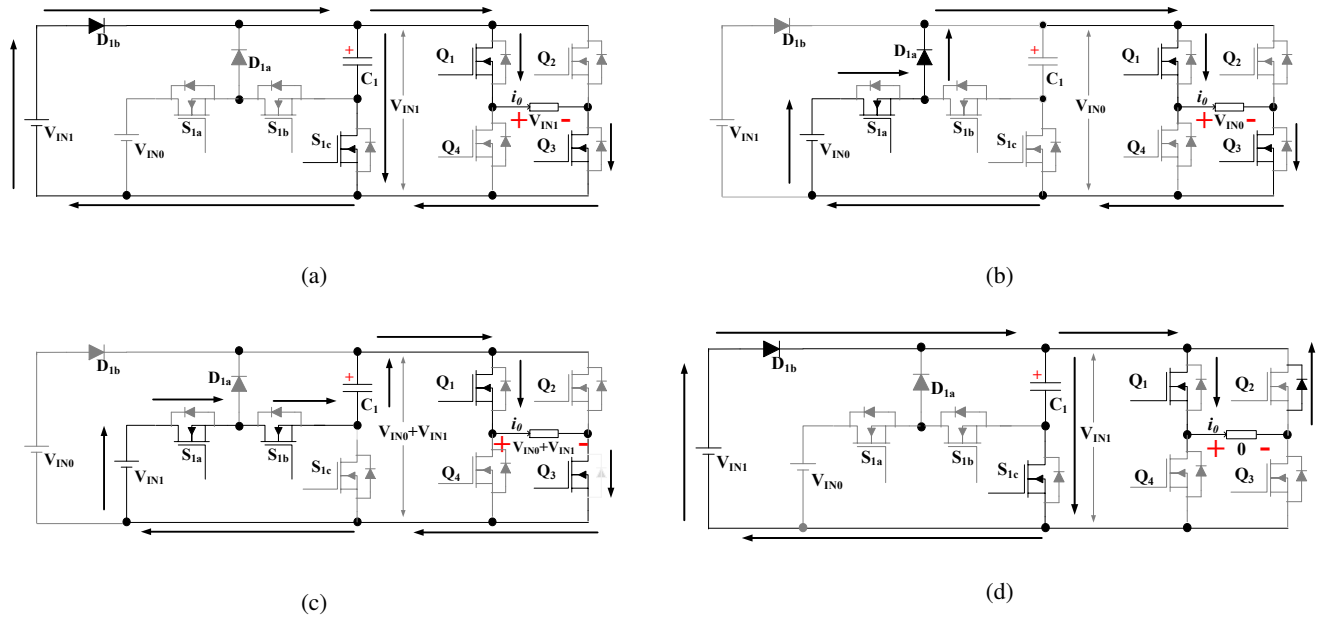 D1b
D1a
+
C1
S1a
S1b
S1c
VIN1
VIN0
VIN1
Q1
Q2
i0
+ VIN1 -
Q4
Q3
(a)
D1b
D1a
+
C1
S1a
S1b
S1c
VIN1
VIN0
VIN0
Q1
Q2
i0
+ VIN0 -
Q4
Q3
(b)
D1b
D1a
+
C1
S1a
S1b
S1c
VIN0
VIN1
VIN0+VIN1
Q1
Q2
i0
+ VIN0+VIN1 -
Q4
Q3
(c)
D1b
D1a
+
C1
S1a
S1b
S1c
VIN1
VIN0
VIN1
Q1
Q2
i0
+ 0 -
Q4
Q3
(d)